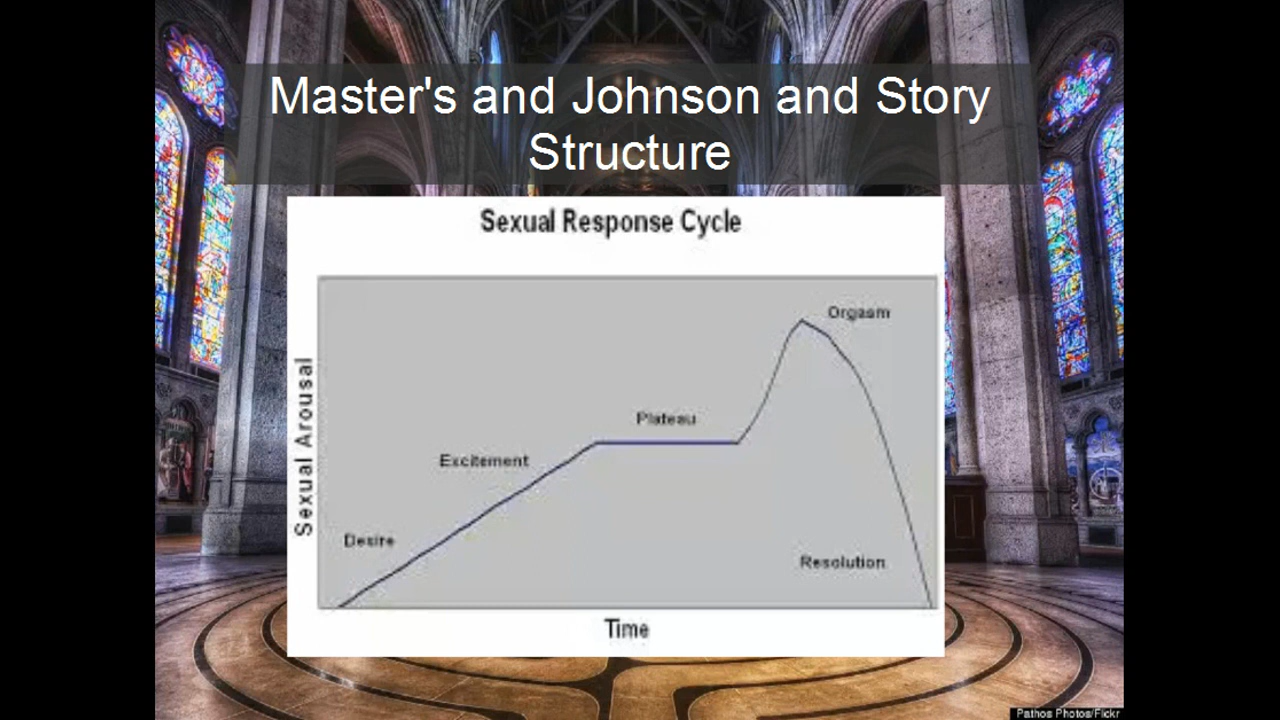 Master's and Johnson and Story
Structure
Sexual Response Cycle
Orgasm
Plateau
Excitement
Desire
Resolution
Sexual Arousal
Time
Pathos Photos/Flickr